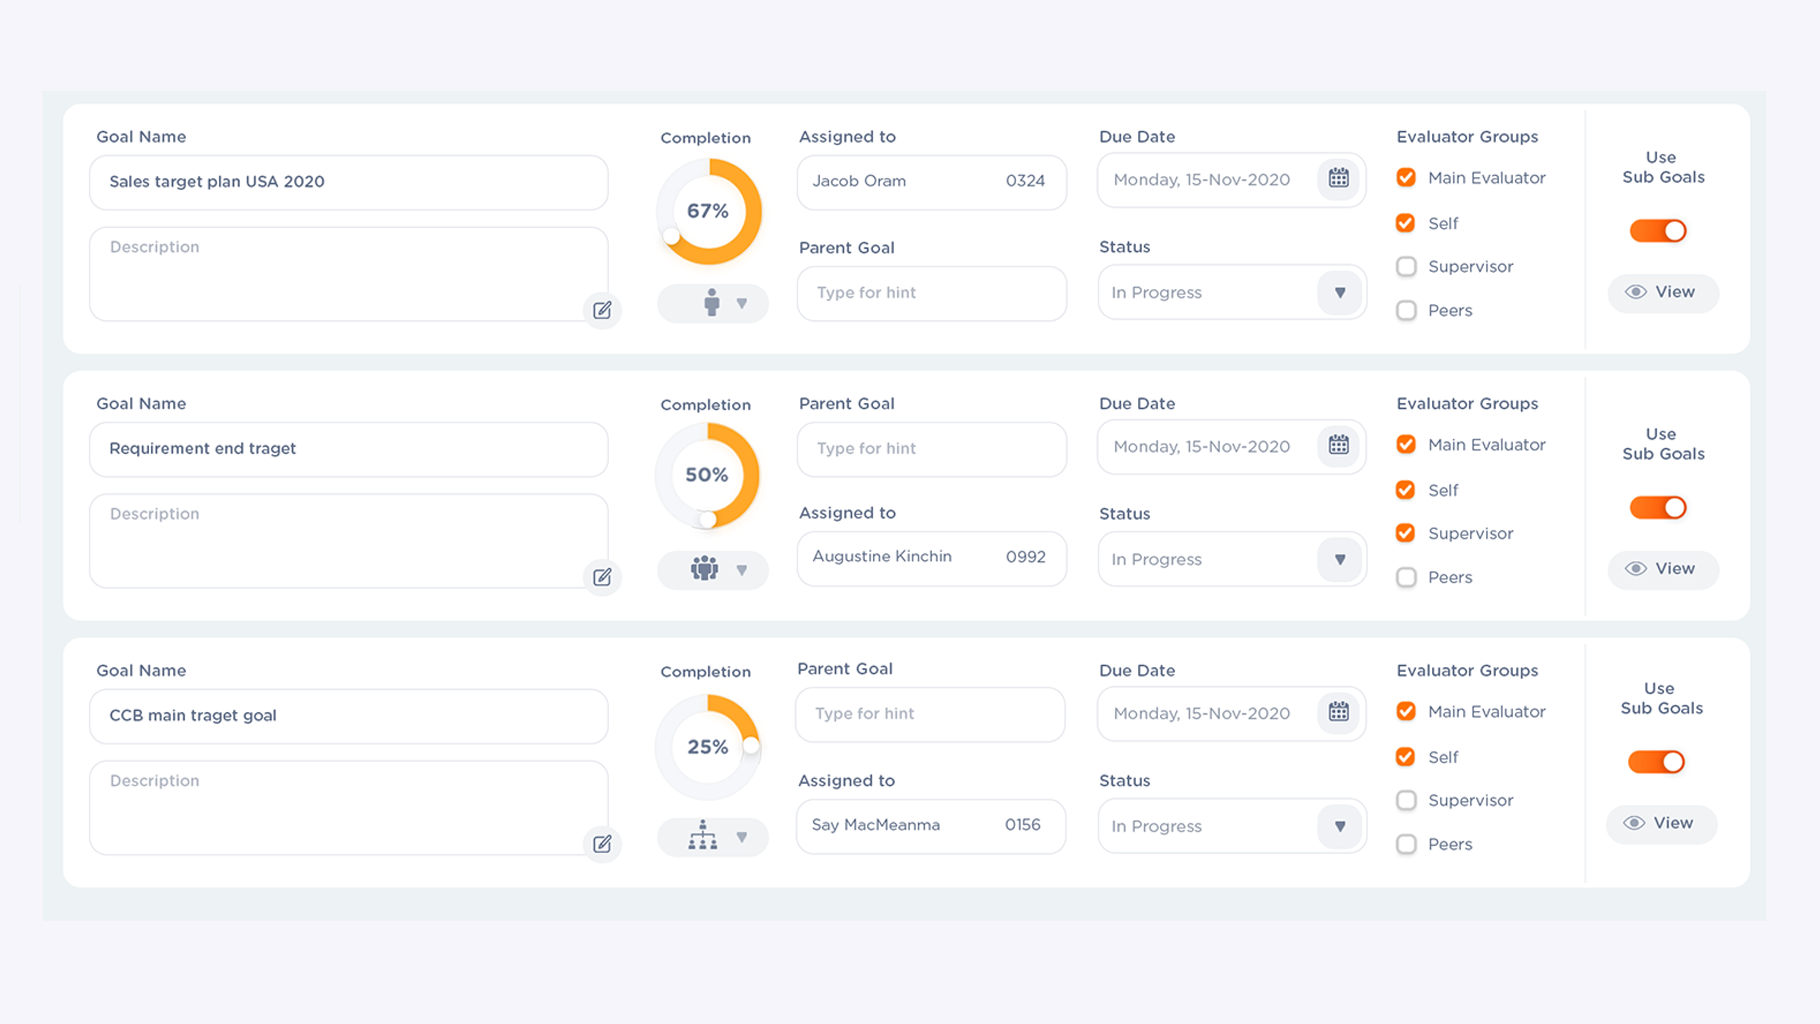 Goal Name
Sales target plan USA 2020
Description
Completion
67%
Assigned to
Jacob Oram 0324
Parent Goal
Type for hint
Due Date
Monday, 15-Nov-2020
Status
In Progress
Evaluator Groups
Main Evaluator
Self
Supervisor
Peers
Use
Sub Goals
View
Goal Name
Requirement end traget
Description
Completion
50%
Parent Goal
Type for hint
Assigned to
Augustine Kinchin 0992
Due Date
Monday, 15-Nov-2020
Status
In Progress
Evaluator Groups
Main Evaluator
Self
Supervisor
Peers
Use
Sub Goals
View
Goal Name
CCB main traget goal
Description
Completion
25%
Parent Goal
Type for hint
Assigned to
Say MacMeanma 0156
Due Date
Monday, 15-Nov-2020
Status
In Progress
Evaluator Groups
Main Evaluator
Self
Supervisor
Peers
Use
Sub Goals
View